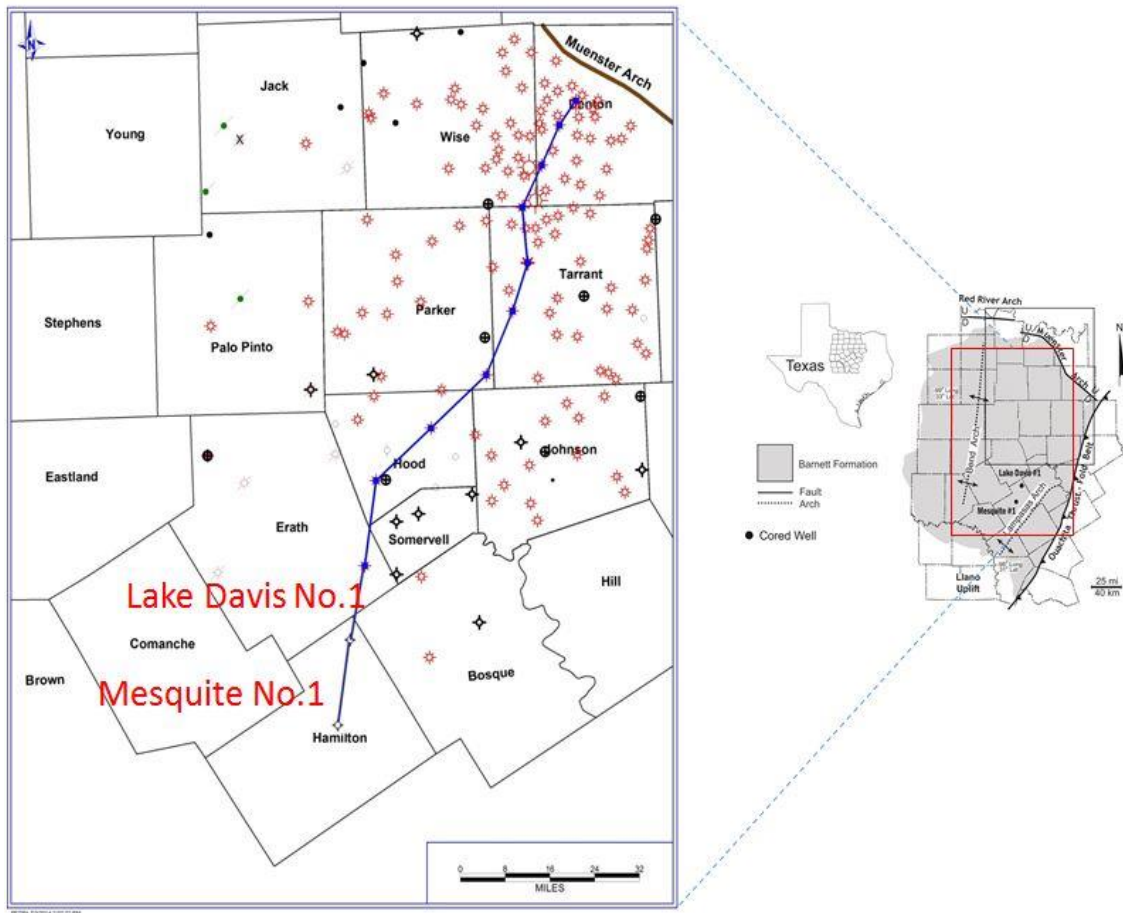 N
Muenster Arch
Jack
Denton
Young
X
Wise
Tarrant
Stephens
Parker
Palo Pinto
Eastland
Hood
Johnson
Erath
Somervell
Hill
Lake Davis No.1
Comanche
Brown
Bosque
Mesquite No.1
Hamilton
0 8 16 24 32
MILES
Red River Arch
U
D
U
D
Muenster Arch
U
D
N
Texas
Bend Arch
Barnett Formation
Fault
Arch
Cored Well
Lake Davis #1
Mesquite #1
Lampasas Arch
Ouachita Thrust - Fold Belt
Llano
Uplift
25 mi
40 km